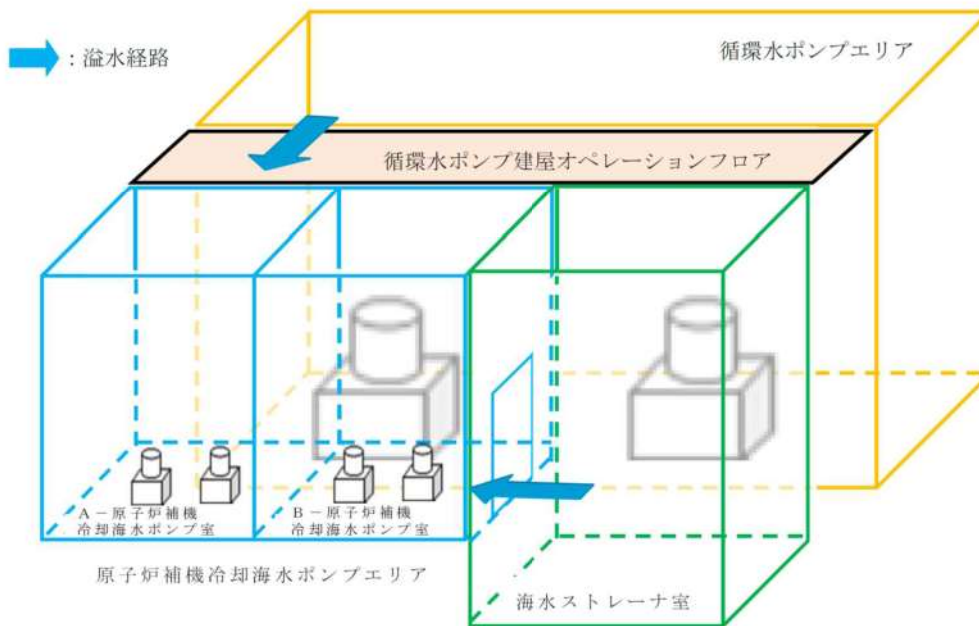 循環水ポンプエリア
：溢水経路
循環水ポンプ建屋オペレーションフロア
A－原子炉補機
冷却海水ポンプ室
B－原子炉補機
冷却海水ポンプ室
原子炉補機冷却海水ポンプエリア
海水ストレーナ室